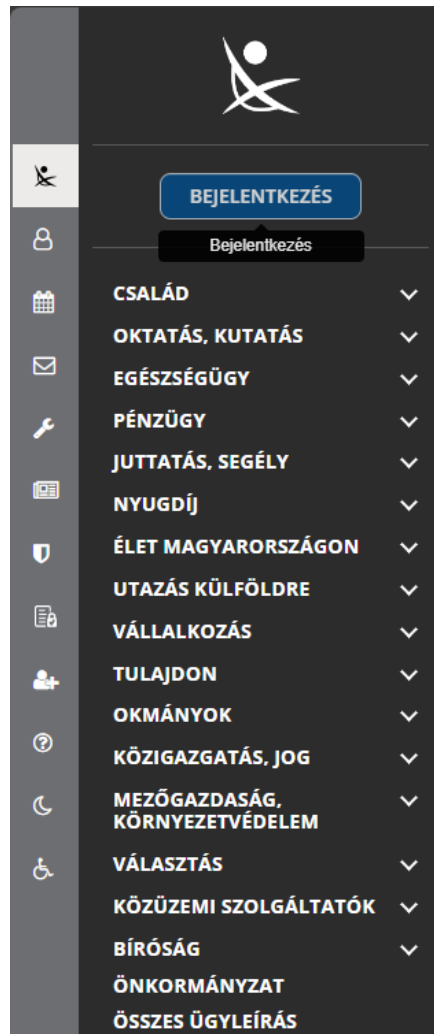 BEJELENTKEZÉS
Bejelentkezés
CSALÁD
OKTATÁS, KUTATÁS
EGÉSZSÉGÜGY
PÉNZÜGY
JUTTATÁS, SEGÉLY
NYUGDÍJ
ÉLET MAGYARORSZÁGON
UTAZÁS KÜLFÖLDRE
VÁLLALKOZÁS
TULAJDON
OKMÁNYOK
KÖZIGAZGATÁS, JOG
MEZŐGAZDASÁG,
KÖRNYEZETVÉDELEM
VÁLASZTÁS
KÖZÜZEMI SZOLGÁLTATÓK
BÍRÓSÁG
ÖNKORMÁNYZAT
ÖSSZES ÜGYLEÍRÁS